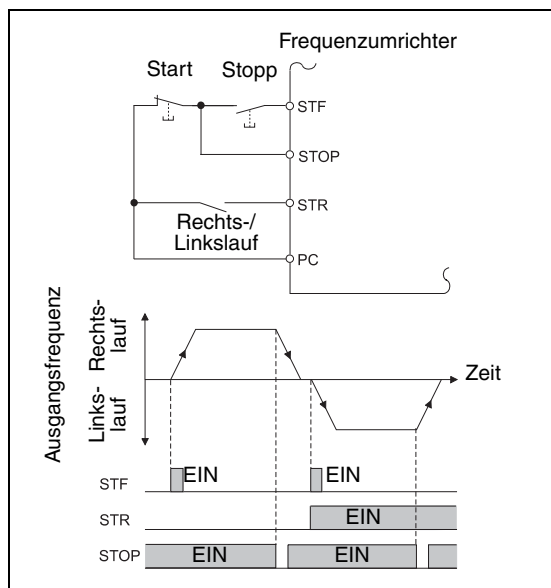 Frequenzumrichter
Start
Stopp
STF
STOP
STR
Rechts-/
Linkslauf
PC
Ausgangsfrequenz
Rechts-
lauf
Links-
lauf
Zeit
STF
EIN
EIN
STR
EIN
STOP
EIN
EIN